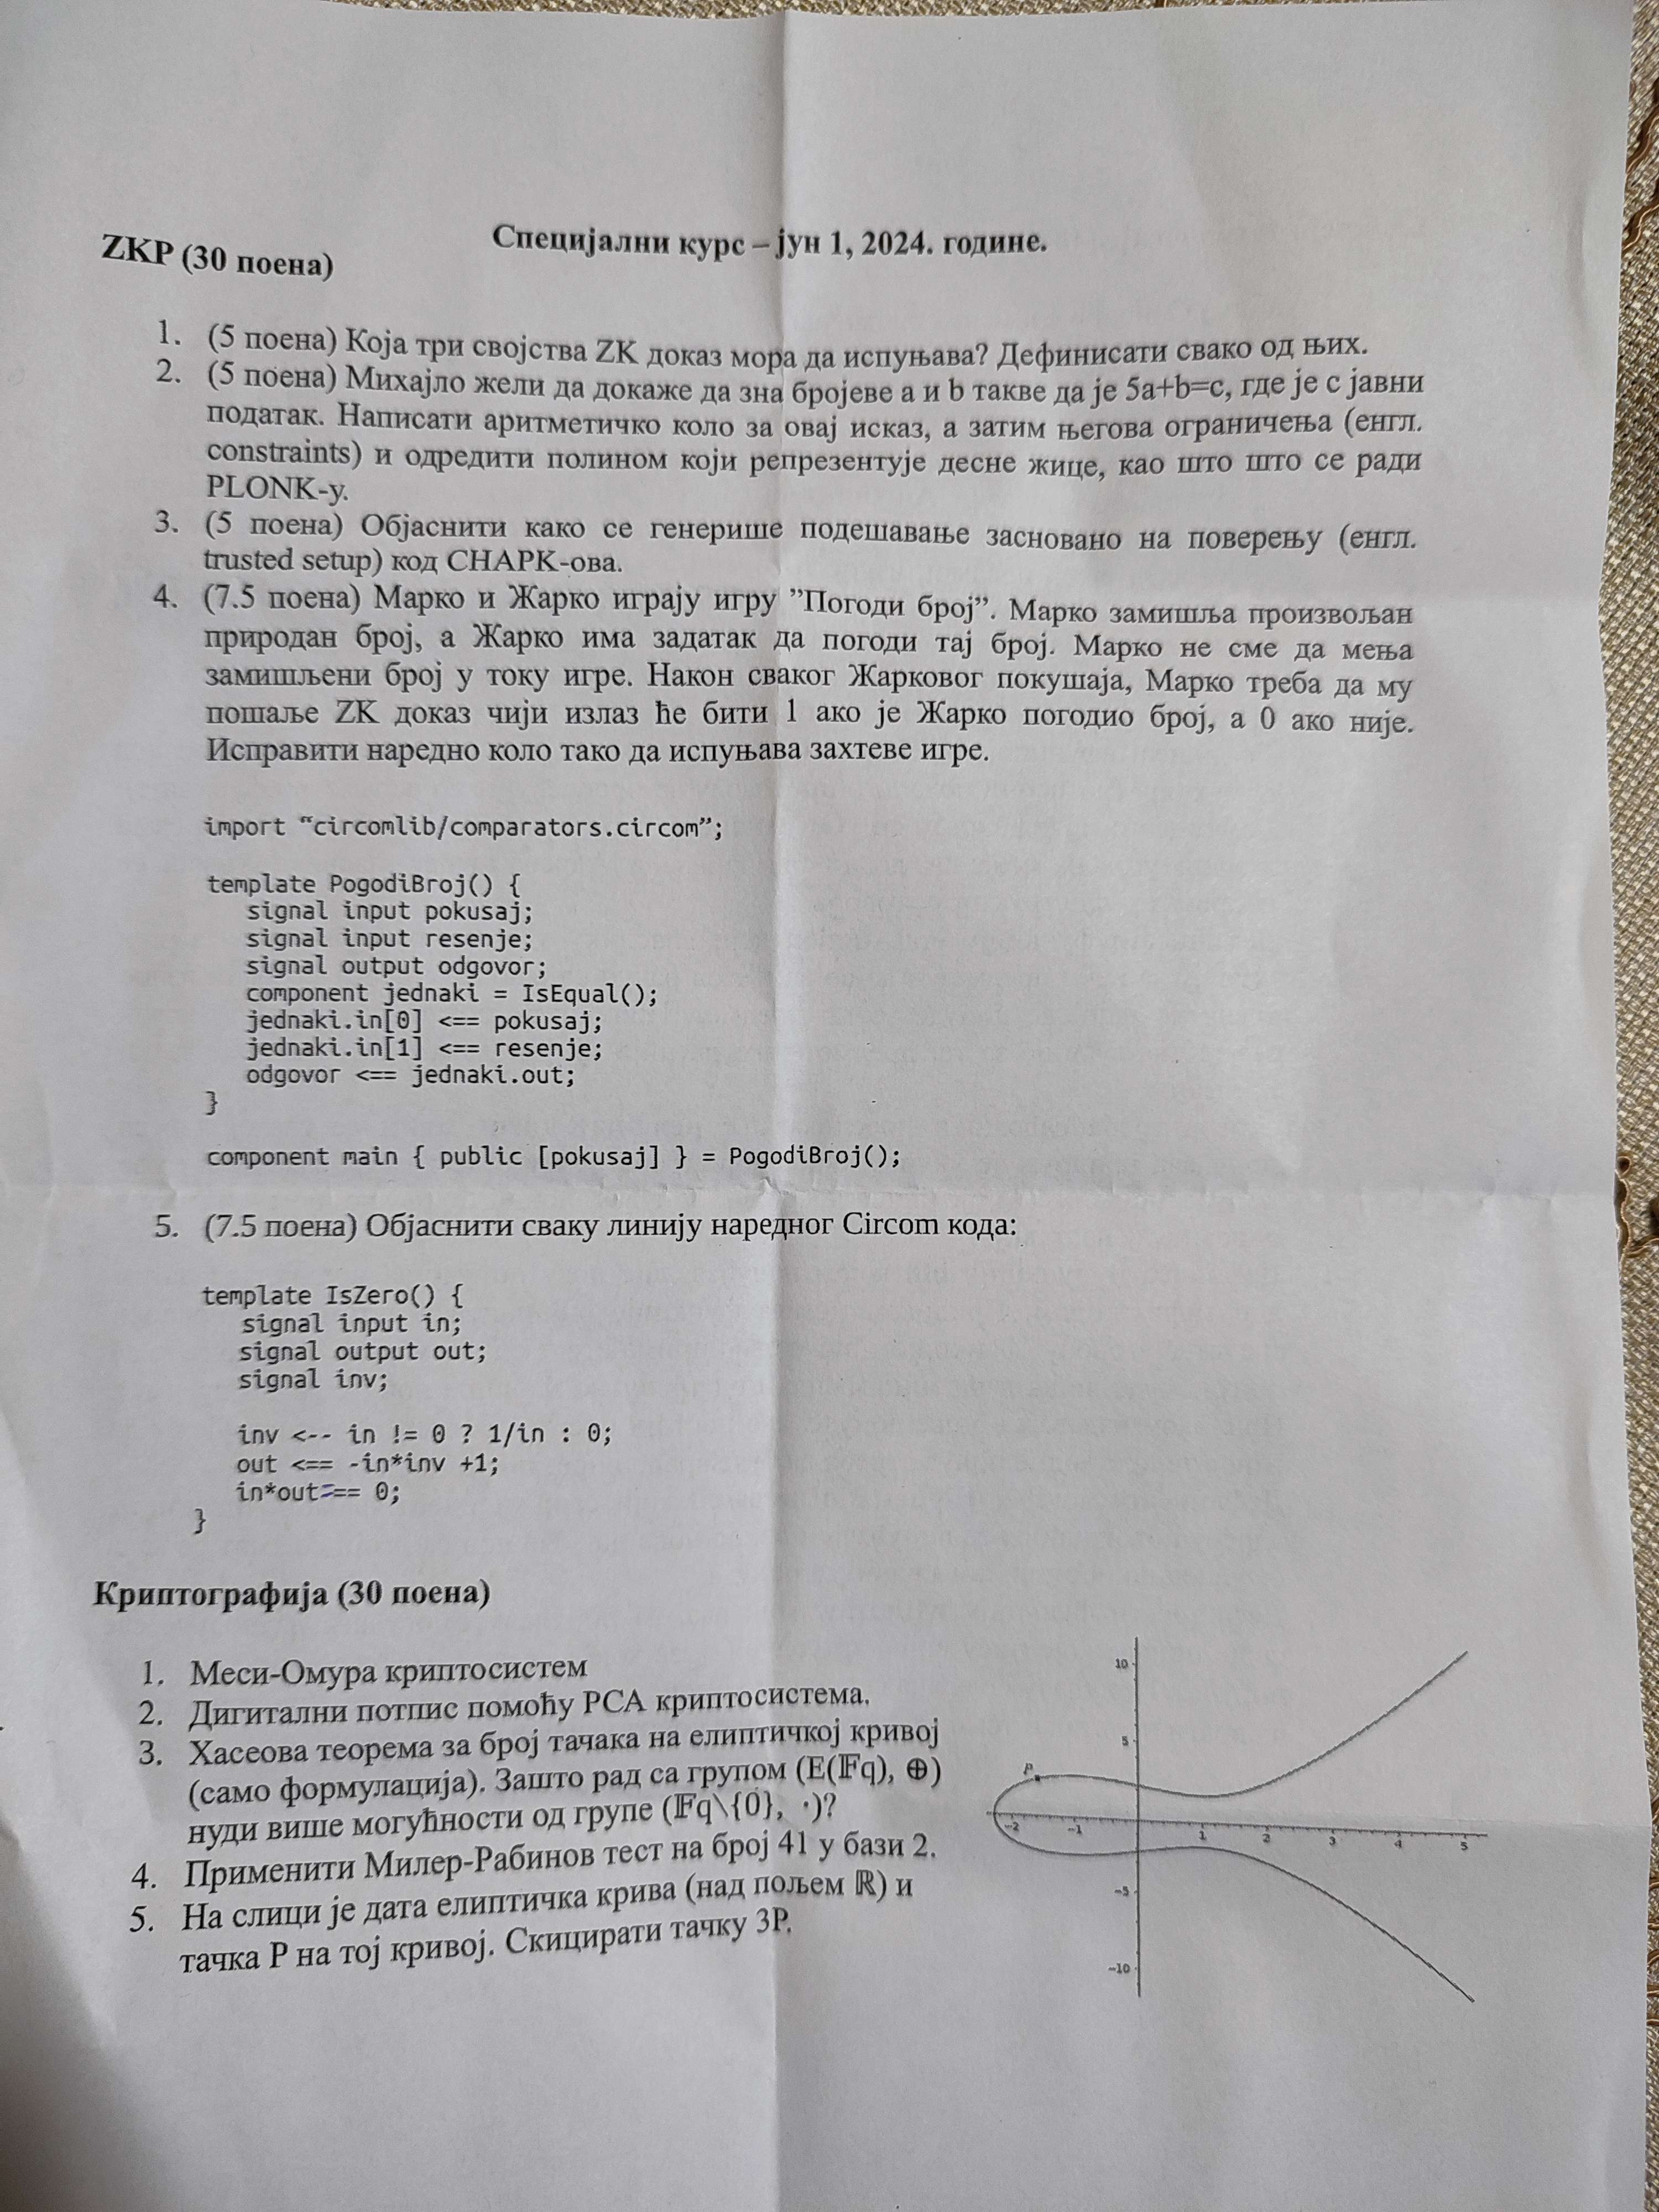 Специјални курс – јун 1, 2024. године.
ZKP (30 поена)
1. (5 поена) Која три својства ZK доказ мора да испуњава? Дефинисати свако од њих.
2. (5 поена) Михајло жели да докаже да зна бројеве a и b такве да је 5a+b=c, где је c јавни
податак. Написати аритметичко коло за овај исказ, а затим његова ограничења (енгл.
constraints) и одредити полином који репрезентује десне жице, као што што се ради
PLONK-у.
3. (5 поена) Објаснити како се генерише подешавање засновано на поверењу (енгл.
trusted setup) код СНАРК-ова.
4. (7.5 поена) Марко и Жарко играју игру ”Погоди број”. Марко замишља произвољан
природан број, а Жарко има задатак да погоди тај број. Марко не сме да мења
замишљени број у току игре. Након сваког Жарковог покушаја, Марко треба да му
пошаље ZK доказ чији излаз ће бити 1 ако је Жарко погодио број, а 0 ако није.
Исправити наредно коло тако да испуњава захтеве игре.
import “circomlib/comparators.circom”;
template PogodiBroj() {
signal input pokusaj;
signal input resenje;
signal output odgovor;
component jednaki = IsEqual();
jednaki.in[0] <== pokusaj;
jednaki.in[1] <== resenje;
odgovor <== jednaki.out;
}
component main { public [pokusaj] } = PogodiBroj();
5. (7.5 поена) Објаснити сваку линију наредног Circom кода:
template IsZero() {
signal input in;
signal output out;
signal inv;
inv <-- in != 0 ? 1/in : 0;
out <== -in*inv +1;
in*out=== 0;
}
Криптографија (30 поена)
1. Меси-Омура криптосистем
2. Дигитални потпис помоћу РСА криптосистема.
3. Хасеова теорема за број тачака на елиптичкој кривој
(само формулација). Зашто рад са групом (E(𝔽q), ⊕)
нуди више могућности од групе (𝔽q\{0}, ·)?
4. Применити Милер-Рабинов тест на број 41 у бази 2.
5. На слици је дата елиптичка крива (над пољем ℝ) и
тачка P на тој кривој. Скицирати тачку 3P.
10
5
P
-2 -1 1 2 3 4 5
-5
-10